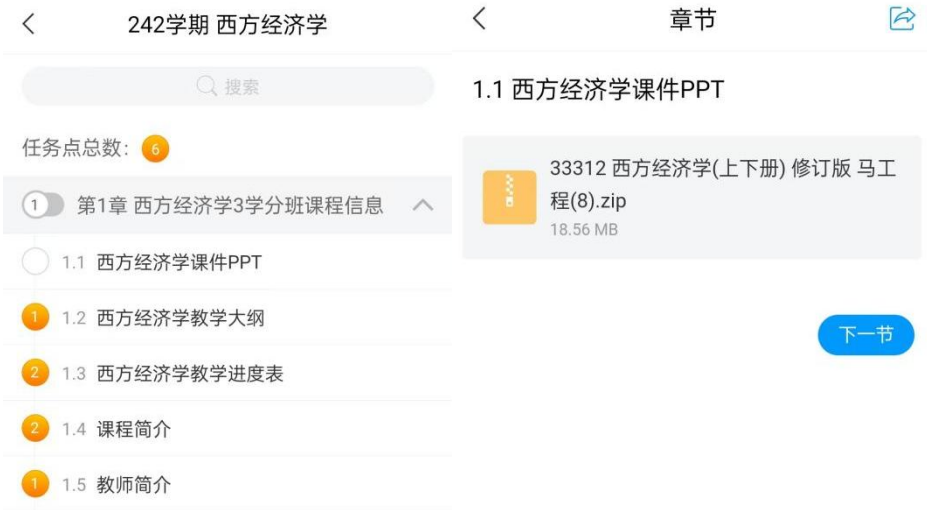 242学期 西方经济学
搜索
任务点总数: 6
1 第1章 西方经济学3学分班课程信息
1.1 西方经济学课件PPT
1 1.2 西方经济学教学大纲
2 1.3 西方经济学教学进度表
2 1.4 课程简介
1 1.5 教师简介
章节
1.1 西方经济学课件PPT
33312 西方经济学(上下册) 修订版 马工
程(8).zip
18.56 MB
下一节